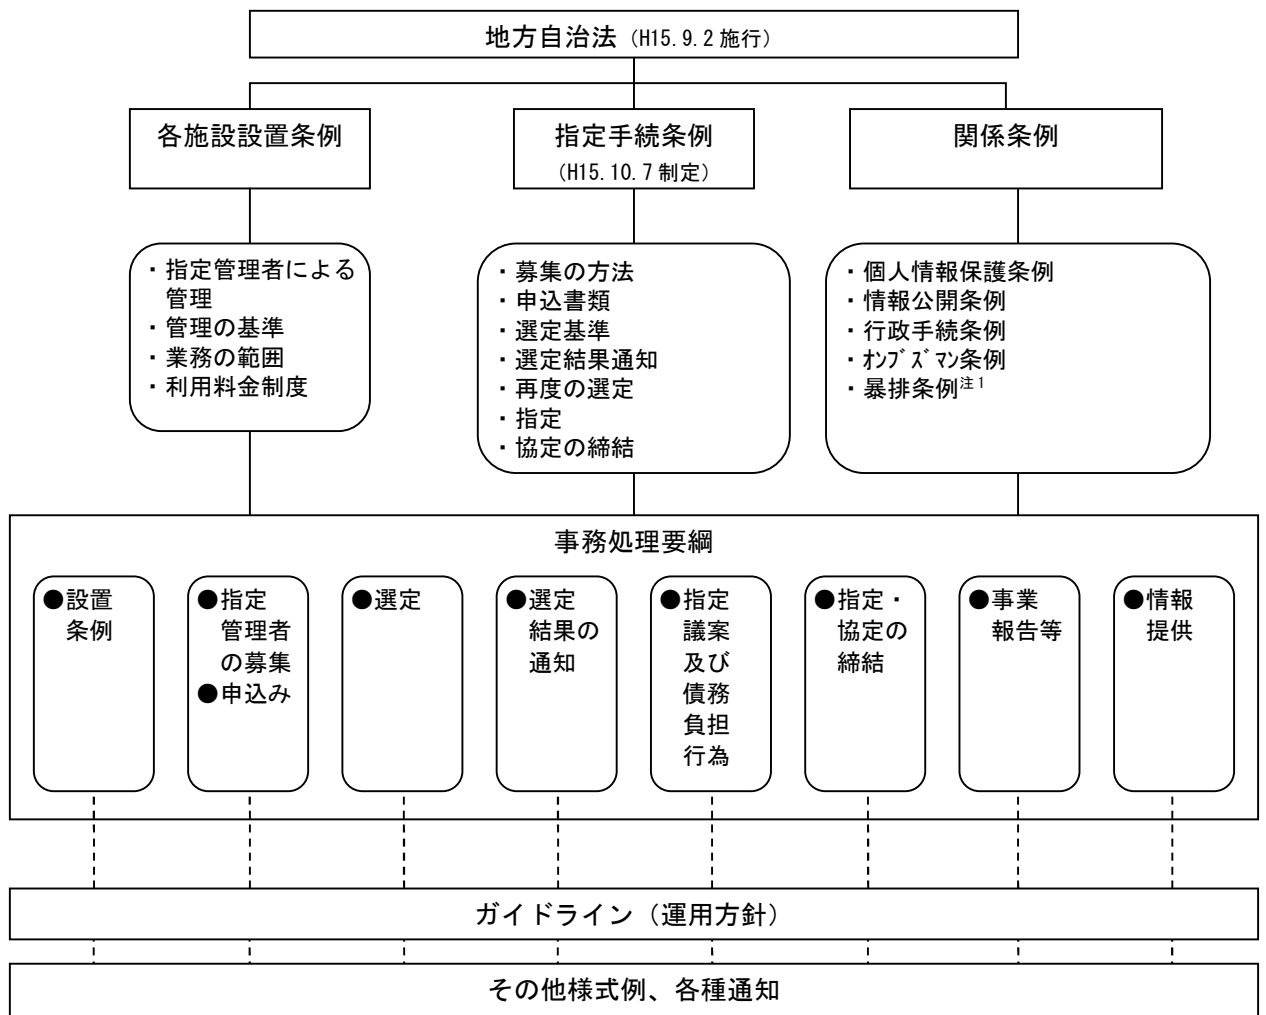 地方自治法(H15.9.2 施行)
各施設設置条例
指定手続条例
(H15.10.7 制定)
関係条例
・指定管理者による
管理
・管理の基準
・業務の範囲
・利用料金制度
・募集の方法
・申込書類
・選定基準
・選定結果通知
・再度の選定
・指定
・協定の締結
・個人情報保護条例
・情報公開条例
・行政手続条例
・ｵﾝﾌﾞｽﾞﾏﾝ条例
・暴排条例注1
事務処理要綱
●設置
条例
●指定
管理者
の募集
●申込み
●選定
●選定
結果の
通知
●指定
議案
及び
債務
負担
行為
●指定・
協定の
締結
●事業
報告等
●情報
提供
ガイドライン（運用方針）
その他様式例、各種通知